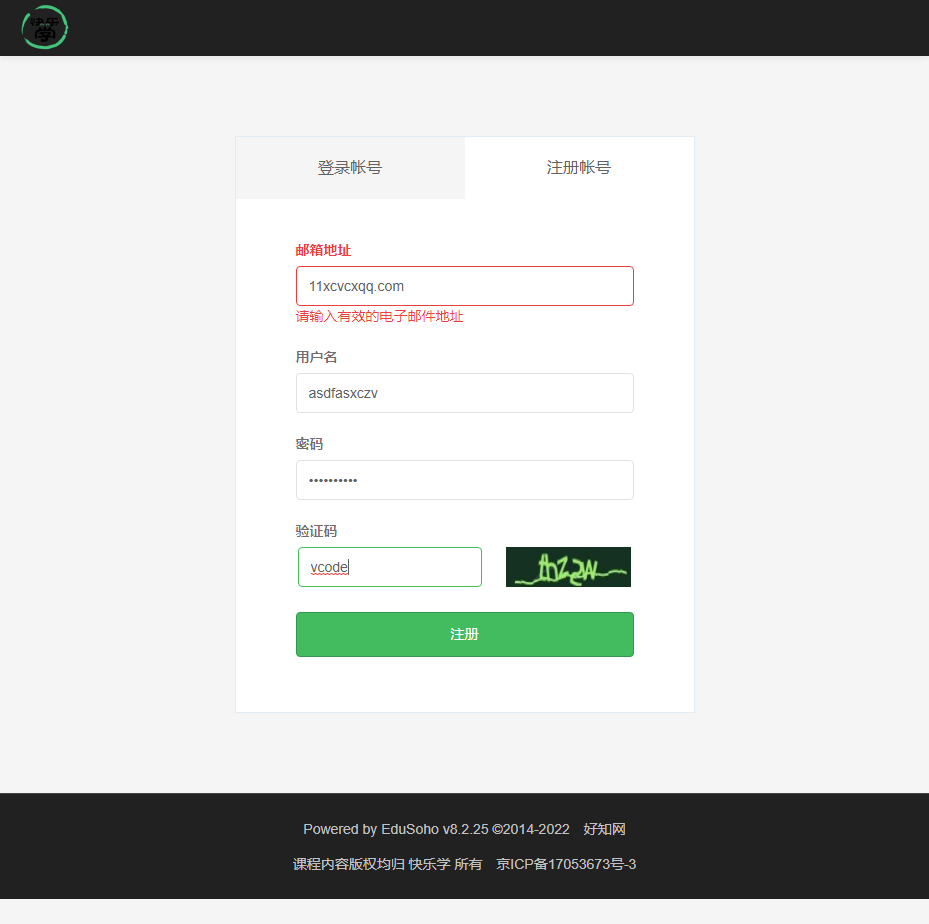 快乐
学
登录帐号 注册帐号
邮箱地址
11xcvcxqq.com
请输入有效的电子邮件地址
用户名
asdfasxczv
密码
••••••••••
验证码
vcode
注册
Powered by EduSoho v8.2.25 ©2014-2022 好知网
课程内容版权均归 快乐学 所有 京ICP备17053673号-3